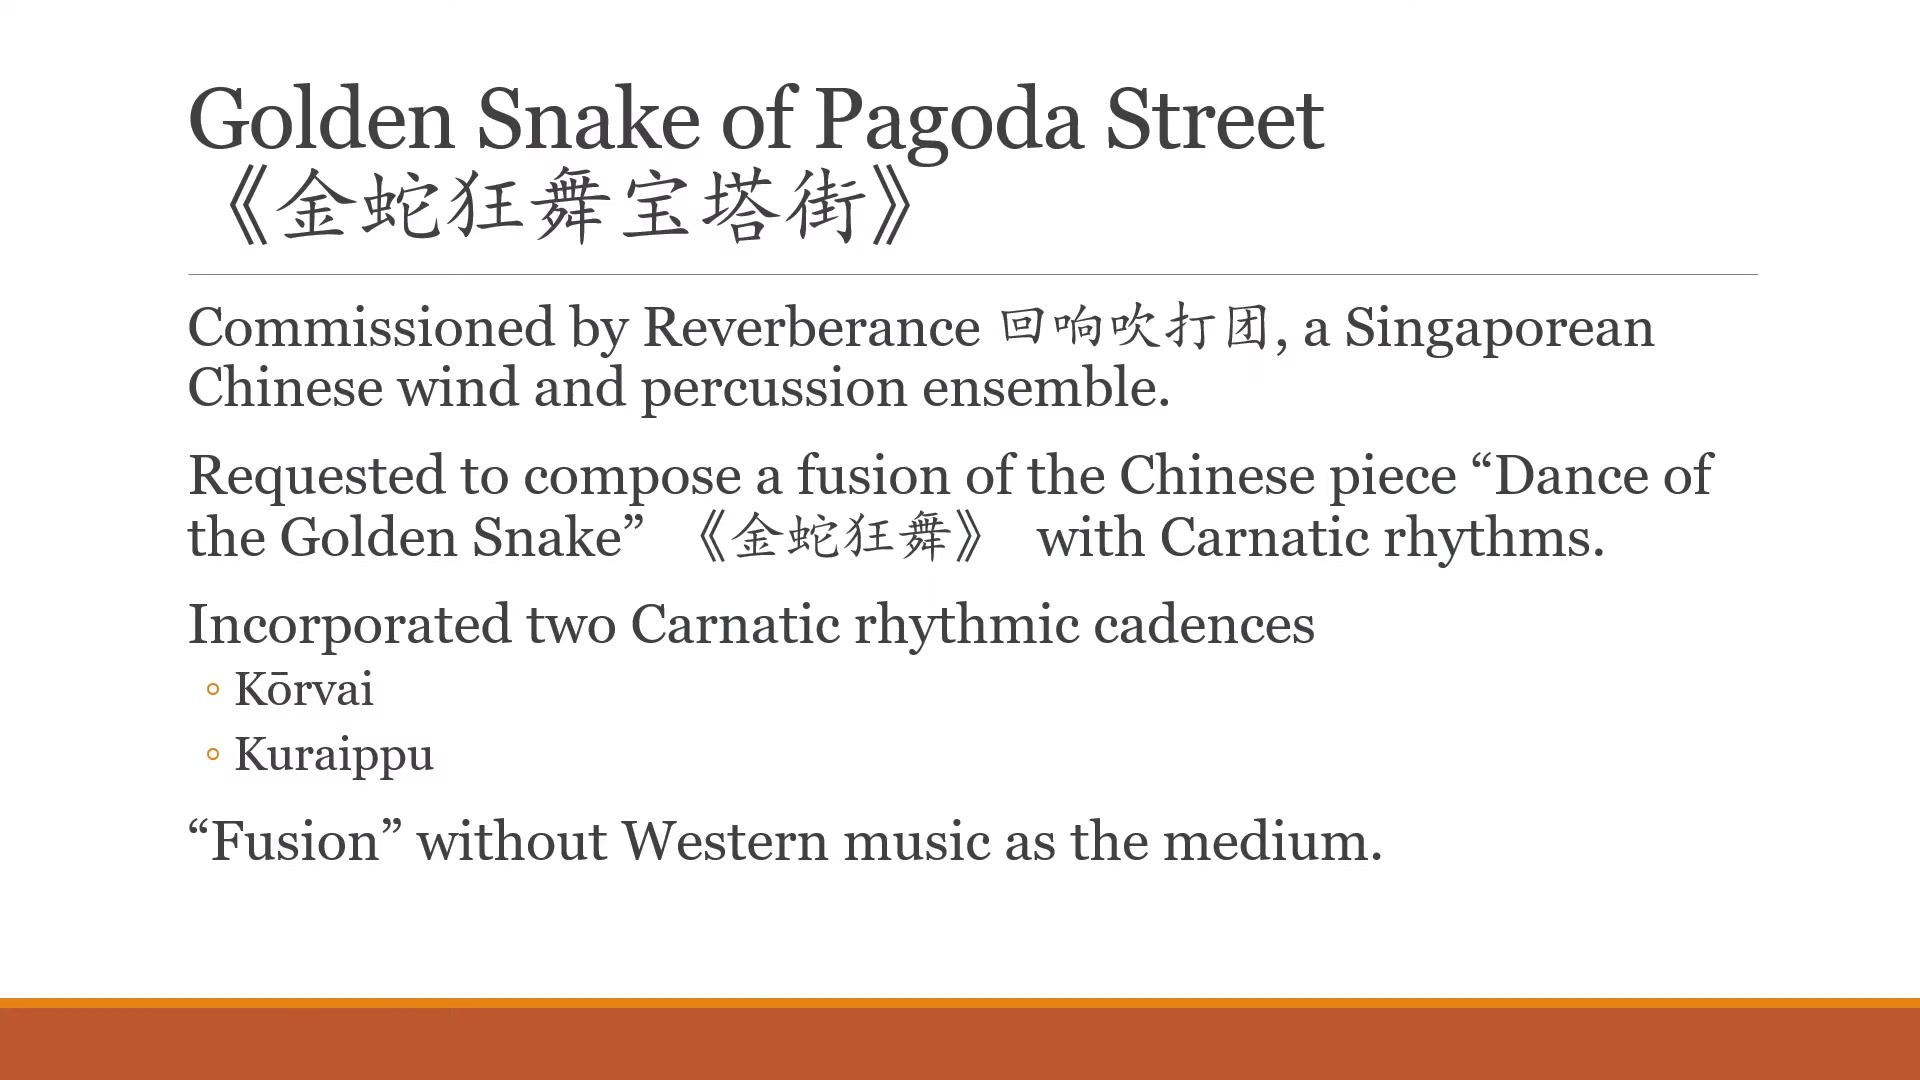 Golden Snake of Pagoda Street
《金蛇狂舞宝塔街》
Commissioned by Reverberance 回响吹打团, a Singaporean
Chinese wind and percussion ensemble.
Requested to compose a fusion of the Chinese piece “Dance of
the Golden Snake” 《金蛇狂舞》 with Carnatic rhythms.
Incorporated two Carnatic rhythmic cadences
◦ Kōrvai
◦ Kuraippu
“Fusion” without Western music as the medium.